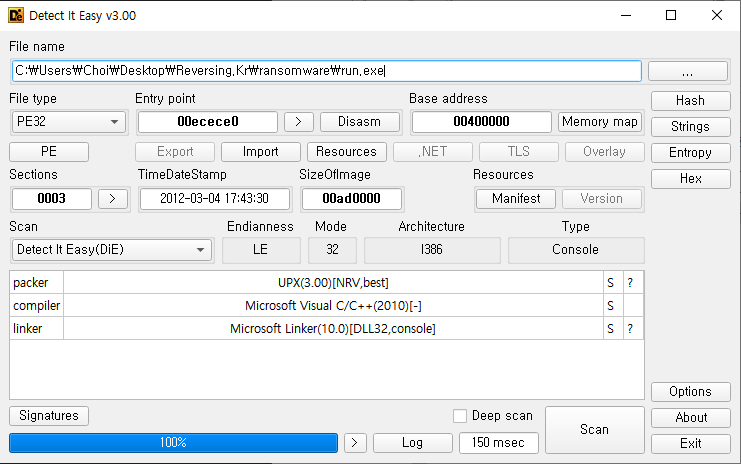 Detect It Easy v3.00
File name
C:₩Users₩Choi₩Desktop₩Reversing.Kr₩ransomware₩run.exe
...
File type Entry point Base address
PE32 00ecece0 > Disasm 00400000 Memory map
Hash
Strings
Entropy
Hex
PE Export Import Resources .NET TLS Overlay
Sections TimeDateStamp SizeOfImage Resources
0003 > 2012-03-04 17:43:30 00ad0000 Manifest Version
Scan Endianness Mode Architecture Type
Detect It Easy(DiE) LE 32 I386 Console
packer UPX(3.00)[NRV,best] S ?
compiler Microsoft Visual C/C++(2010)[-] S
linker Microsoft Linker(10.0)[DLL32,console] S ?
Options
Signatures Deep scan Scan About
100% > Log 150 msec Exit